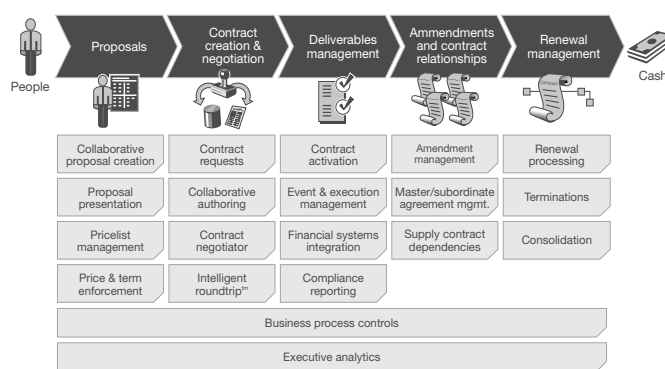 People
Proposals
Contract
creation &
negotiation
Deliverables
management
Ammendments
and contract
relationships
Renewal
management
Cash
Collaborative
proposal creation
Contract
requests
Contract
activation
Amendment
management
Renewal
processing
Proposal
presentation
Collaborative
authoring
Event & execution
management
Master/subordinate
agreement mgmt.
Terminations
Pricelist
management
Contract
negotiator
Financial systems
integration
Supply contract
dependencies
Consolidation
Price & term
enforcement
Intelligent
roundtrip™
Compliance
reporting
Business process controls
Executive analytics